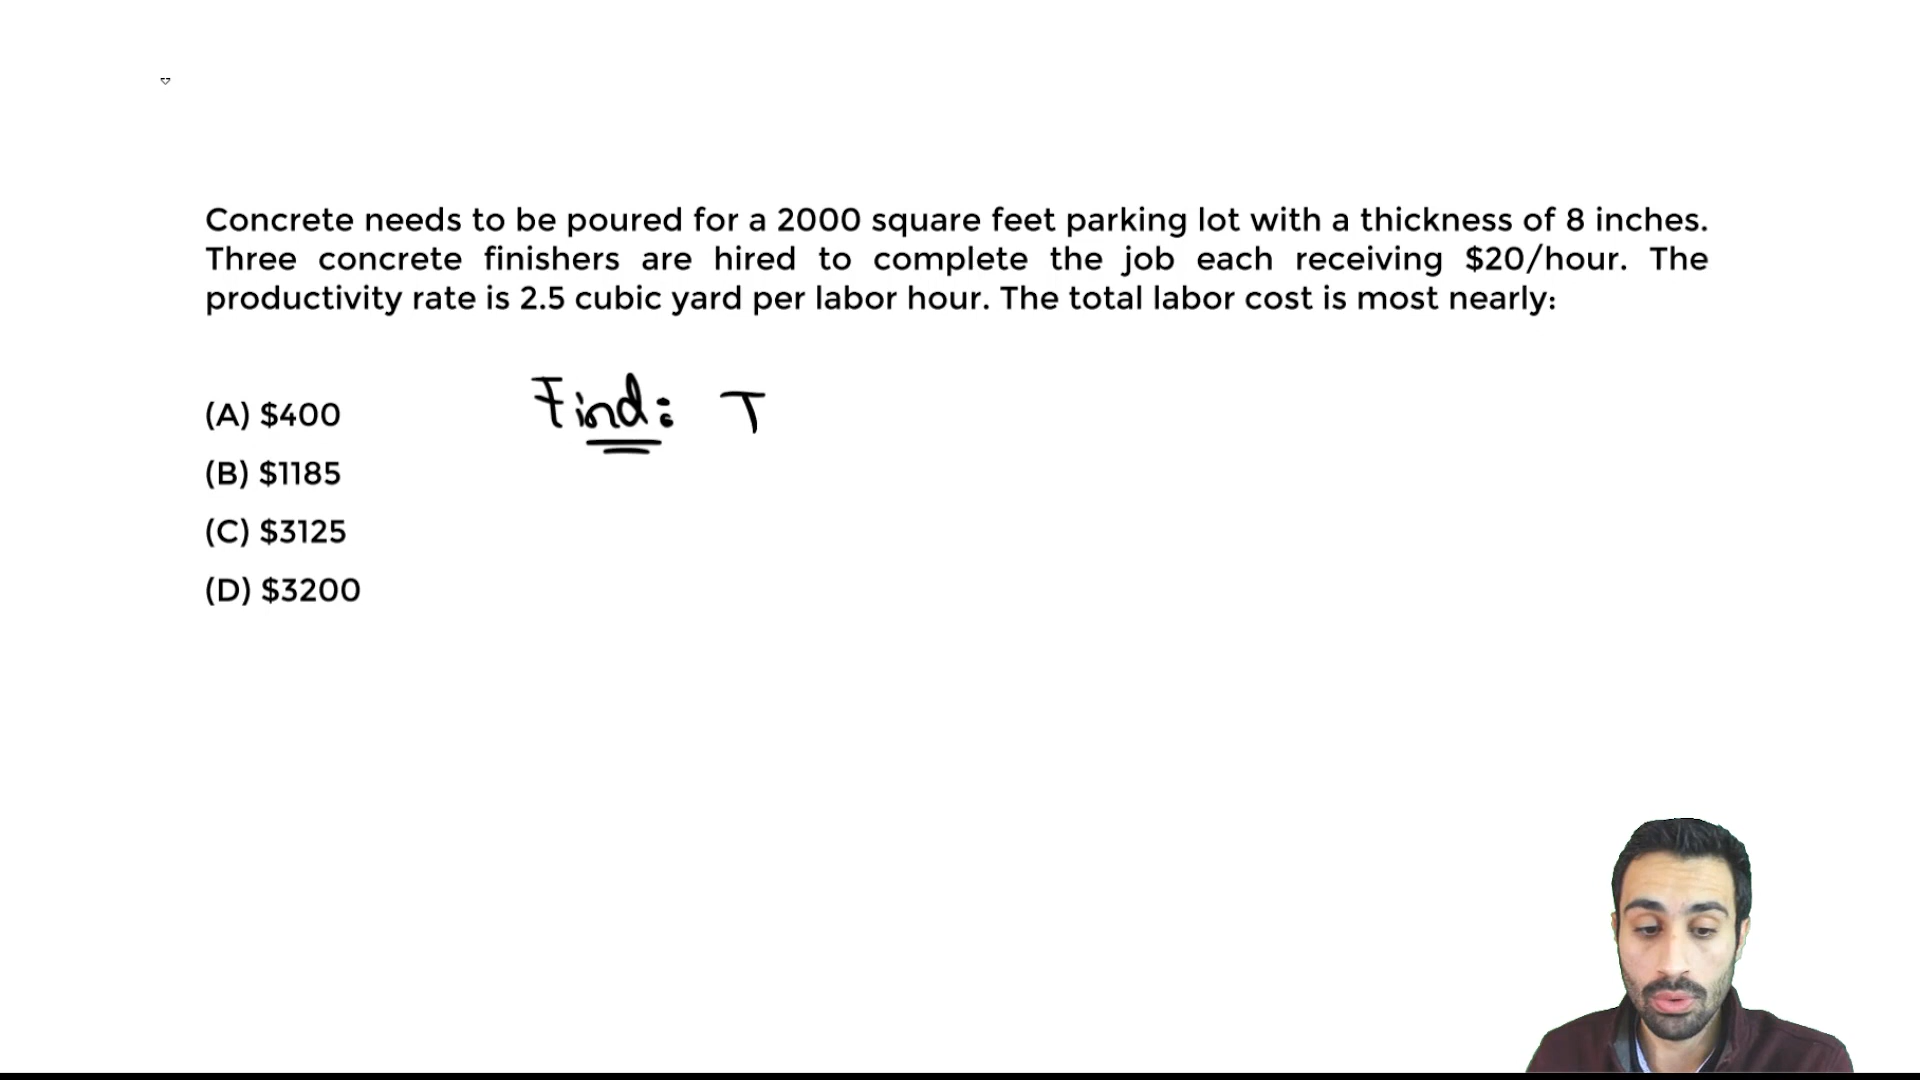 Concrete needs to be poured for a 2000 square feet parking lot with a thickness of 8 inches.
Three concrete finishers are hired to complete the job each receiving $20/hour. The
productivity rate is 2.5 cubic yard per labor hour. The total labor cost is most nearly:
Find: T
(A) $400
(B) $1185
(C) $3125
(D) $3200